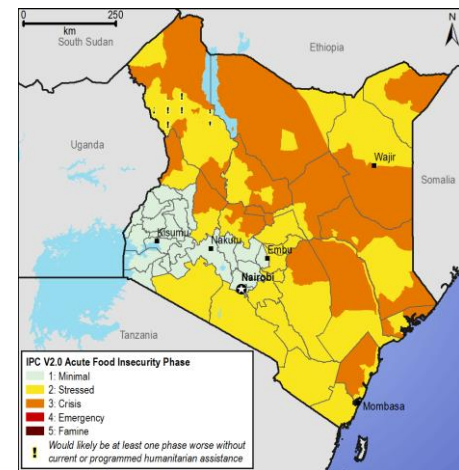 0 250
km
N
South Sudan
Ethiopia
Uganda
Wajir
Somalia
Kisumu
Nakuru
Embu
Nairobi
Tanzania
Mombasa
IPC V2.0 Acute Food Insecurity Phase
1: Minimal
2: Stressed
3: Crisis
4: Emergency
5: Famine
! Would likely be at least one phase worse without
current or programmed humanitarian assistance